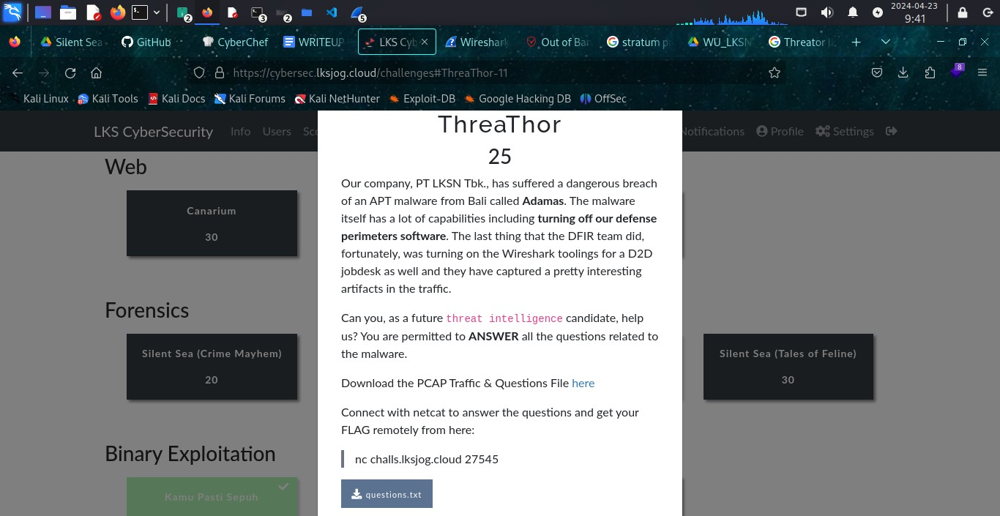 2024-04-23
9:41
2
3
2
5
Silent Sea
GitHub
CyberChef
WRITEUP
LKS Cyb
Wireshark
Out of Ban
stratum p
WU_LKSN
Threator I
https://cybersec.lksjog.cloud/challenges#ThreaThor-11
8
Kali Linux
Kali Tools
Kali Docs
Kali Forums
Kali NetHunter
Exploit-DB
Google Hacking DB
OffSec
LKS CyberSecurity
Info
Users
Sco
Notifications
Profile
Settings
ThreaThor
25
Our company, PT LKSN Tbk., has suffered a dangerous breach
of an APT malware from Bali called Adamas. The malware
itself has a lot of capabilities including turning off our defense
perimeters software. The last thing that the DFIR team did,
fortunately, was turning on the Wireshark toolings for a D2D
jobdesk as well and they have captured a pretty interesting
artifacts in the traffic.
Can you, as a future threat intelligence candidate, help
us? You are permitted to ANSWER all the questions related to
the malware.
Download the PCAP Traffic & Questions File here
Connect with netcat to answer the questions and get your
FLAG remotely from here:
nc challs.lksjog.cloud 27545
questions.txt
Web
Canarium
30
Forensics
Silent Sea (Crime Mayhem)
20
Silent Sea (Tales of Feline)
30
Binary Exploitation
Kamu Pasti Sepuh